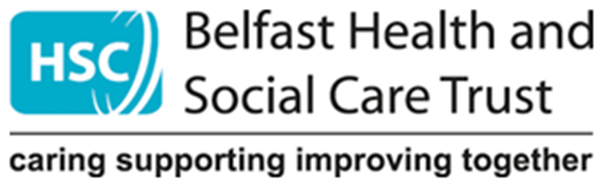 HSC
Belfast Health and
Social Care Trust
caring supporting improving together